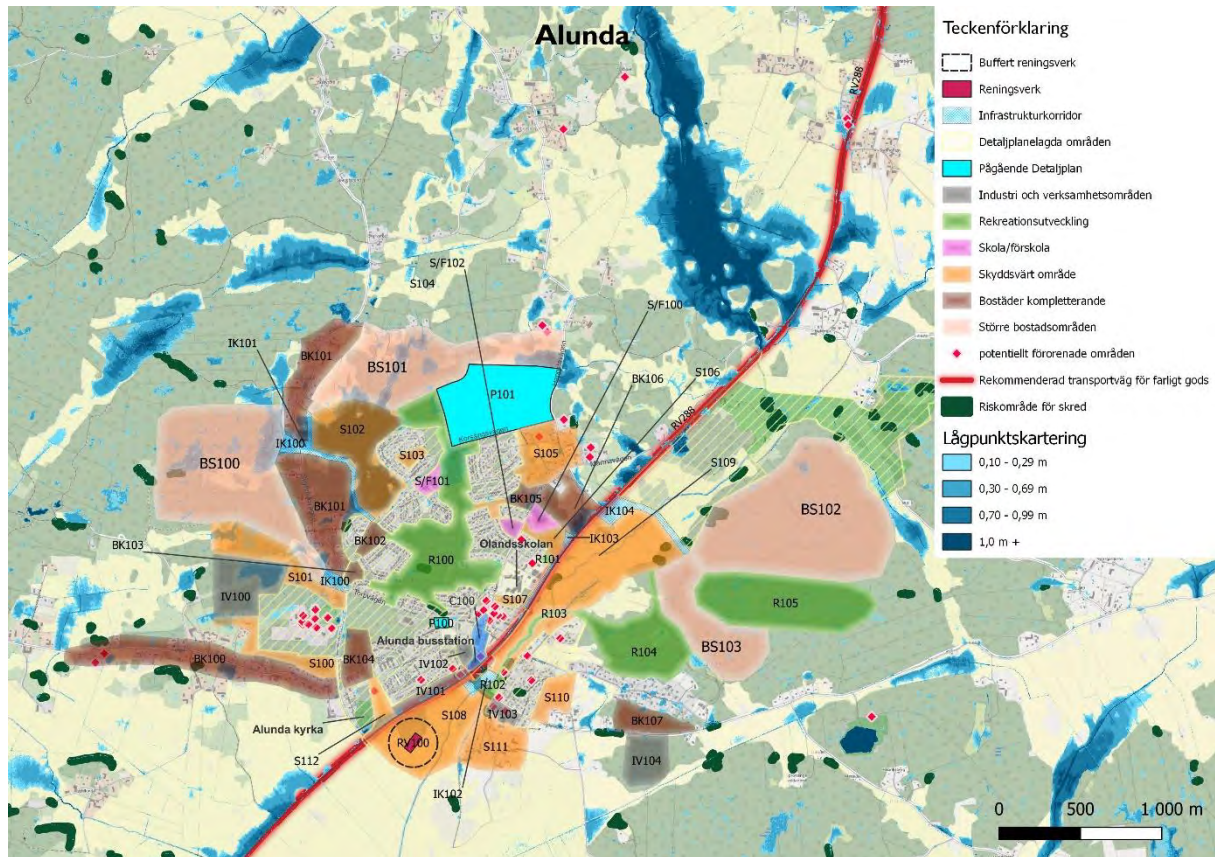 Alunda
RV288
S/F102
S104
S/F100
IK101
BK101
BS101
P101
BK106
S106
RV288
S102
S103
S105
IK100
BS100
S/F101
S109
BK105
BK101
IK104
BS102
BK102
IK103
BK103
Olandsskolan
R100
R101
S101
IK100
IV100
Torpvägen
C100
S107
R103
R105
P100
Alunda busstation
BK100
S100
BK104
IV102
R104
BS103
IV101
R102
S110
IV103
S108
BK107
Alunda kyrka
RV100
S111
IV104
S112
IK102
Teckenförklaring
Buffert reningsverk
Reningsverk
Infrastrukturkorridor
Detaljplanelagda områden
Pågående Detaljplan
Industri och verksamhetsområden
Rekreationsutveckling
Skola/förskola
Skyddsvärt område
Bostäder kompletterande
Större bostadsområden
potentiellt förorenade områden
Rekommenderad transportväg för farligt gods
Riskområde för skred
Lågpunktskartering
0,10 - 0,29 m
0,30 - 0,69 m
0,70 - 0,99 m
1,0 m +
0 500 1000 m